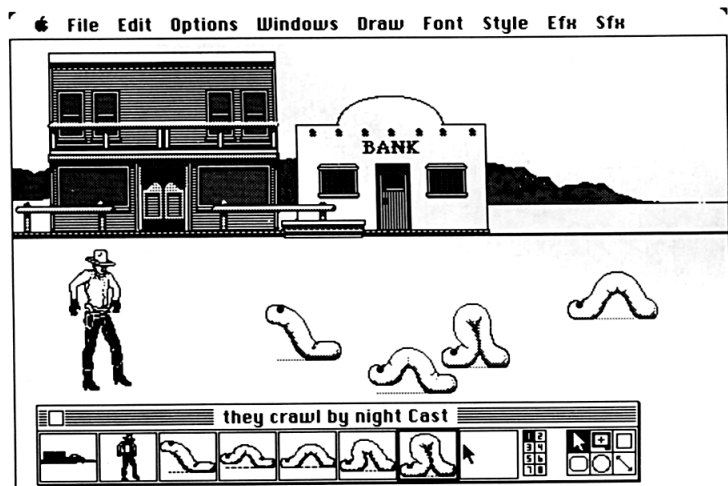 File Edit Options Windows Draw Font Style Efx Sfx
BANK
they crawl by night Cast
1 2
3 4
5 6
7 8